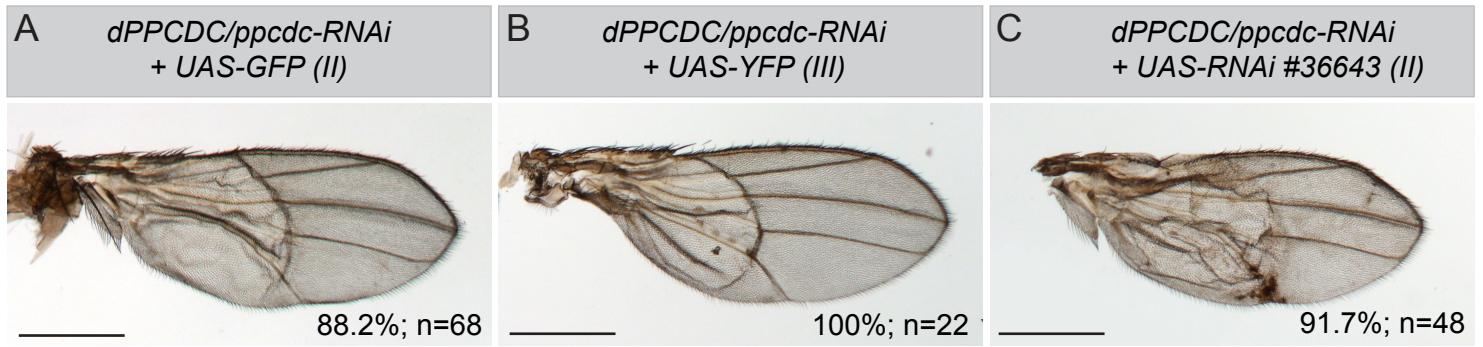 A
dPPCDC/ppcdc-RNAi
+ UAS-GFP (II)
B
dPPCDC/ppcdc-RNAi
+ UAS-YFP (III)
C
dPPCDC/ppcdc-RNAi
+ UAS-RNAi #36643 (II)
88.2%; n=68
100%; n=22
91.7%; n=48